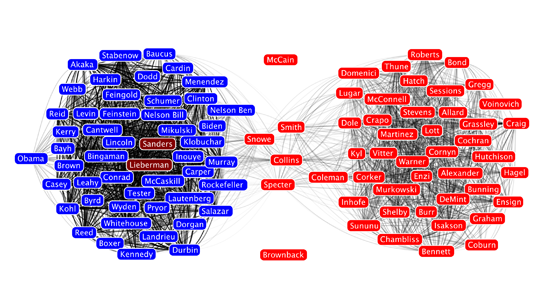 Stabenow
Baucus
Akaka
Cardin
Harkin
Dodd
Menendez
Webb
Feingold
Schumer
Clinton
Reid
Levin
Feinstein
Nelson Bill
Nelson Ben
Kerry
Cantwell
Mikulski
Biden
Bayh
Lincoln
Sanders
Klobuchar
Obama
Brown
Bingaman
Lieberman
Inouye
Murray
Casey
Leahy
Conrad
McCaskill
Carper
Rockefeller
Kohl
Byrd
Tester
Wyden
Pryor
Lautenberg
Salazar
Reed
Whitehouse
Landrieu
Dorgan
Boxer
Kennedy
Durbin
McCain
Smith
Snowe
Collins
Specter
Coleman
Brownback
Roberts
Bond
Domenici
Thune
Hatch
Gregg
Lugar
McConnell
Sessions
Voinovich
Dole
Crapo
Stevens
Allard
Grassley
Craig
Martinez
Lott
Cochran
Kyl
Vitter
Warner
Cornyn
Hutchison
Corker
Enzi
Alexander
Hagel
Murkowski
Bunning
Inhofe
Shelby
Burr
DeMint
Ensign
Sununu
Isakson
Graham
Chambliss
Bennett
Coburn